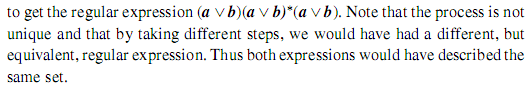 to get the regular expression (a ∨ b)(a ∨ b)*(a ∨ b). Note that the process is not
unique and that by taking different steps, we would have had a different, but
equivalent, regular expression. Thus both expressions would have described the
same set.